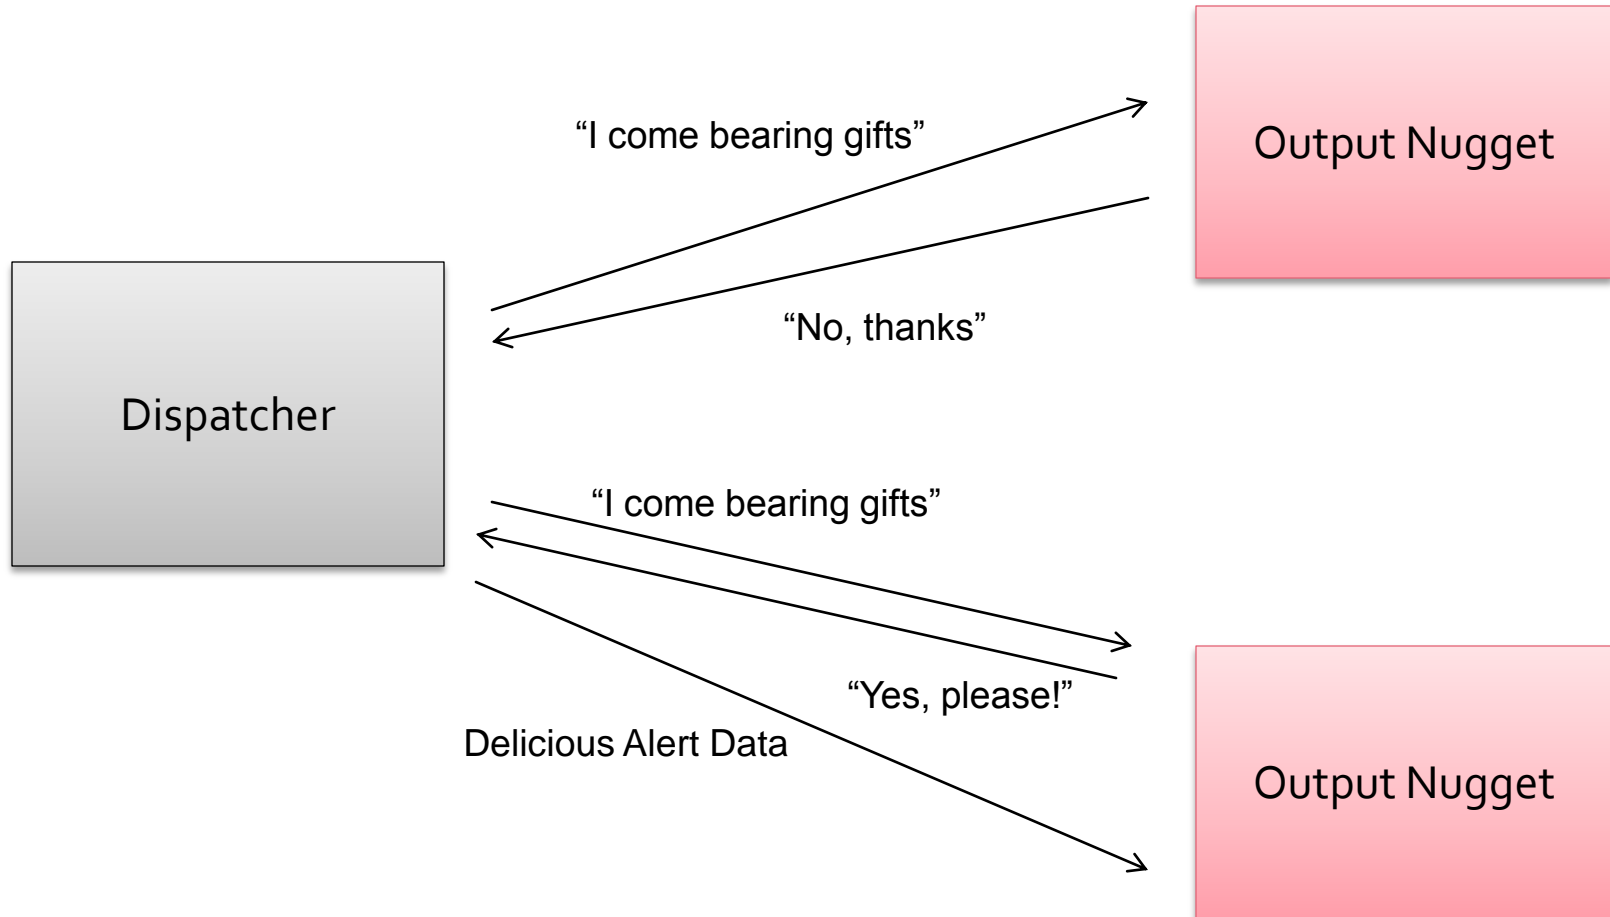 “I come bearing gifts”
Output Nugget
“No, thanks”
Dispatcher
“I come bearing gifts”
“Yes, please!”
Delicious Alert Data
Output Nugget